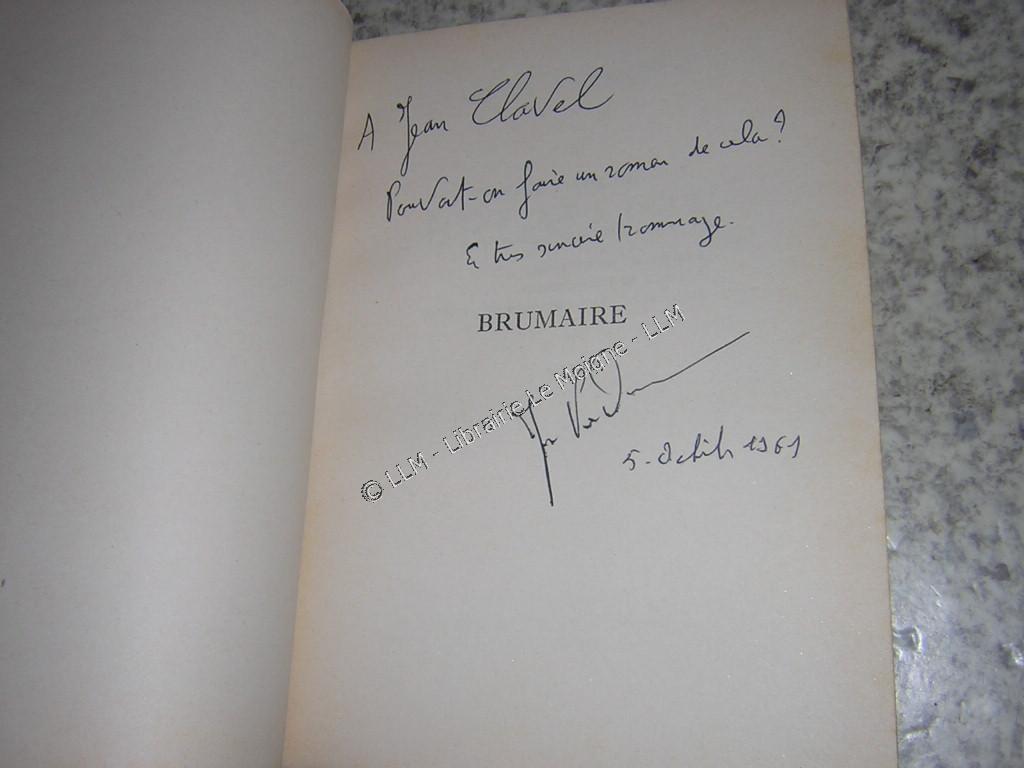 A Jean Clavel
Pouvait-on faire un roman de cela ?
Et très sincère hommage.
BRUMAIRE
© LLM - Librairie Le Moigne - LLM
5. Octobre 1961